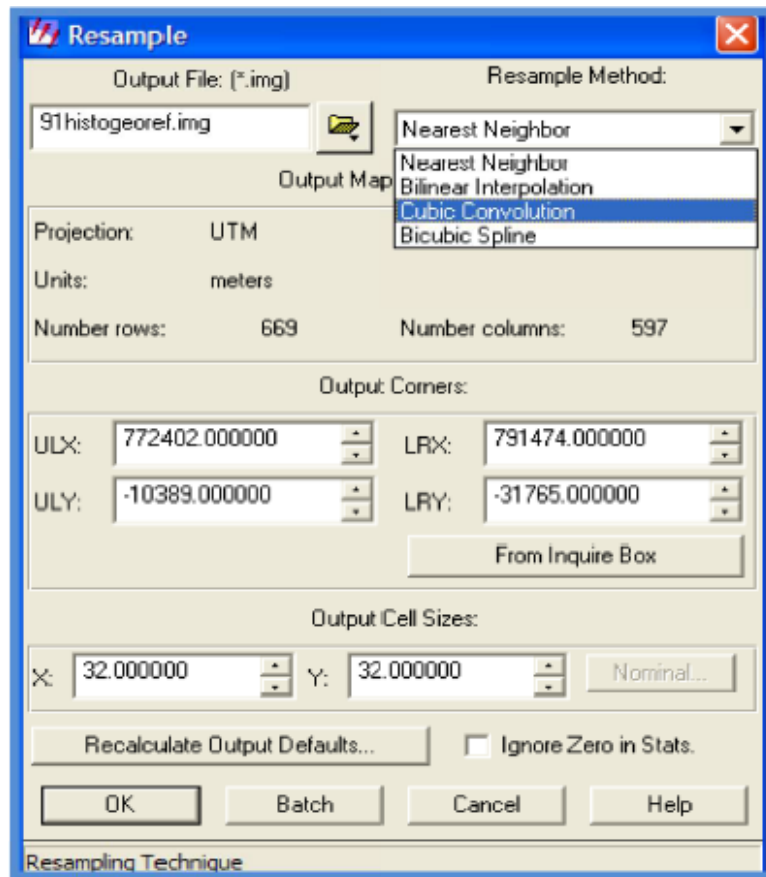 Resample
Output File: (*.img)
Resample Method:
91histogeoref.img
Nearest Neighbor
Nearest Neighbor
Bilinear Interpolation
Cubic Convolution
Bicubic Spline
Output Map
Projection: UTM
Units: meters
Number rows: 669 Number columns: 597
Output Corners:
ULX: 772402.000000 LRX: 791474.000000
ULY: -10389.000000 LRY: -31765.000000
From Inquire Box
Output Cell Sizes:
X: 32.000000 Y: 32.000000 Nominal...
Recalculate Output Defaults... Ignore Zero in Stats.
OK Batch Cancel Help
Resampling Technique